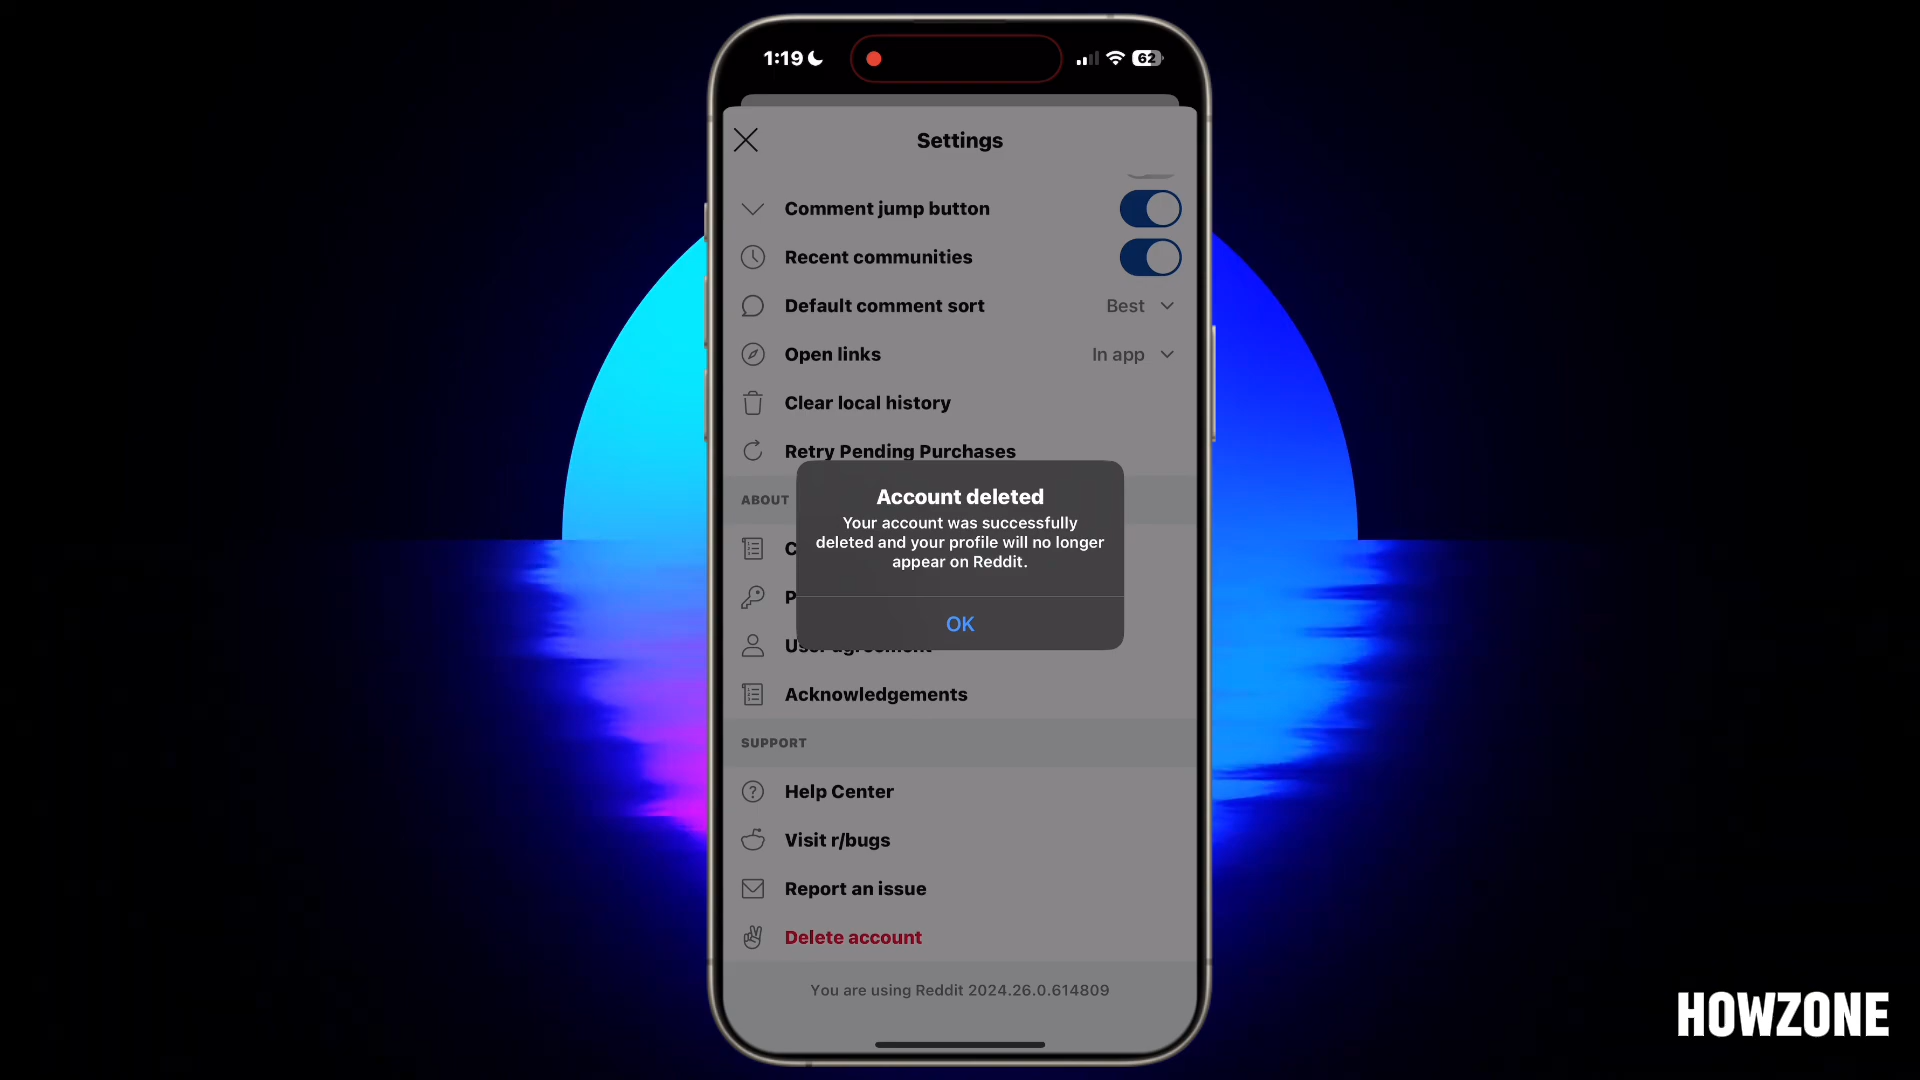 1:19
62
Settings
Comment jump button
Recent communities
Default comment sort Best
Open links In app
Clear local history
Retry Pending Purchases
ABOUT
Account deleted
Your account was successfully
deleted and your profile will no longer
appear on Reddit.
OK
C
P
User agreement
Acknowledgements
SUPPORT
Help Center
Visit r/bugs
Report an issue
Delete account
You are using Reddit 2024.26.0.614809
HOWZONE